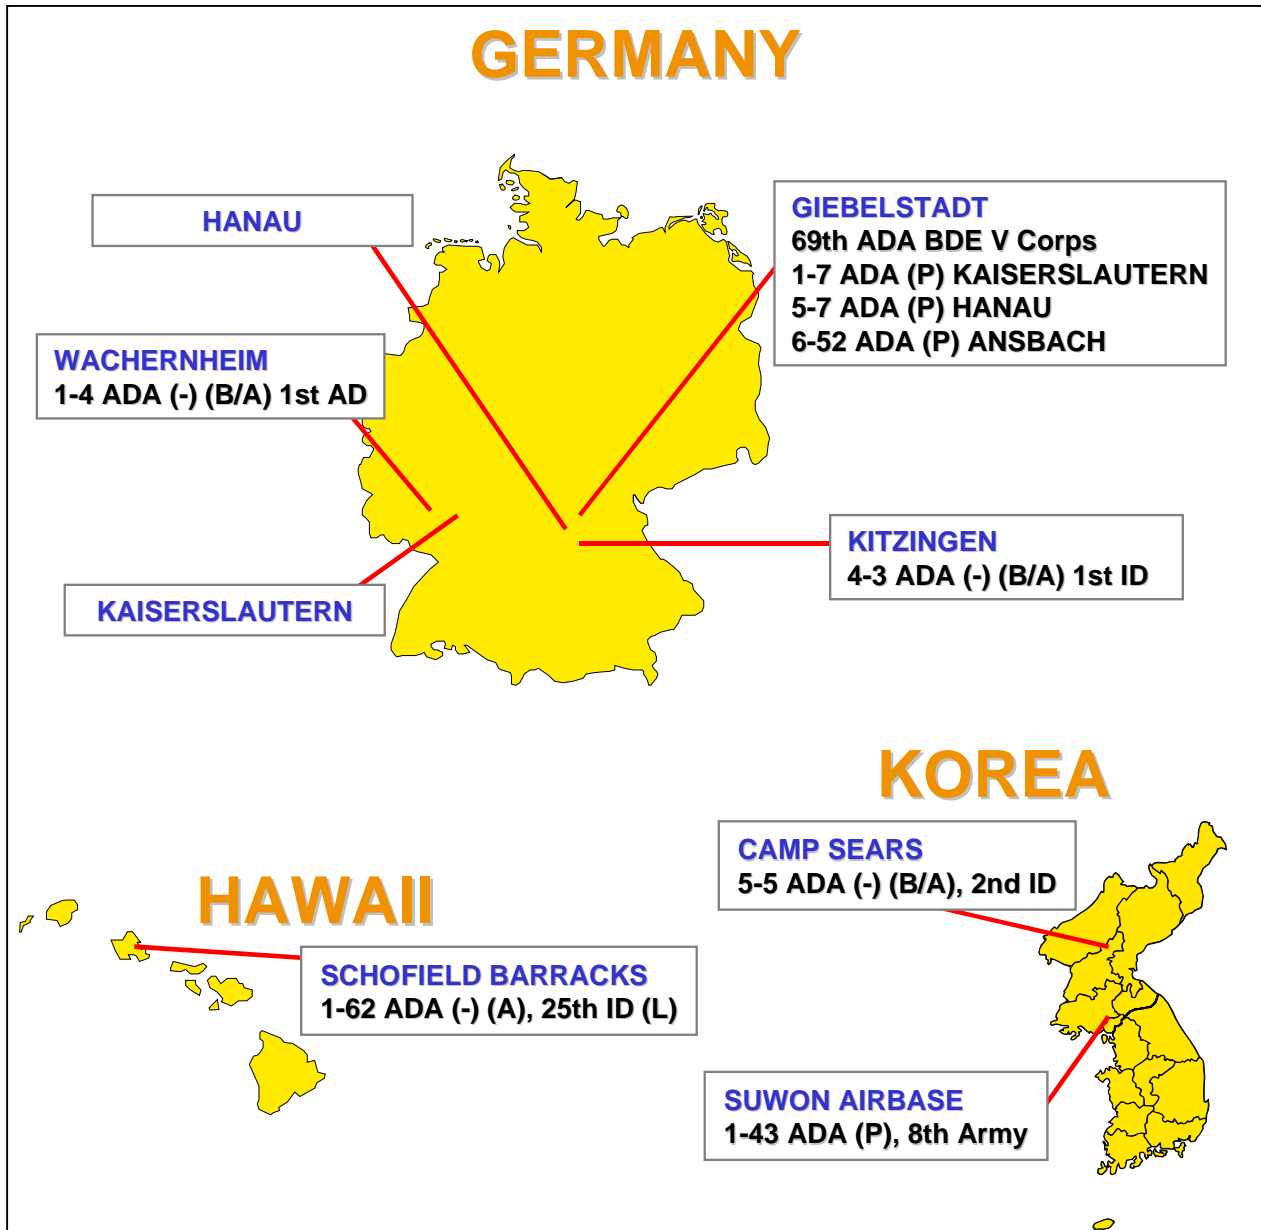 GERMANY
HANAU
GIEBELSTADT
69th ADA BDE V Corps
1-7 ADA (P) KAISERSLAUTERN
5-7 ADA (P) HANAU
6-52 ADA (P) ANSBACH
WACHERNHEIM
1-4 ADA (-) (B/A) 1st AD
KITZINGEN
4-3 ADA (-) (B/A) 1st ID
KAISERSLAUTERN
KOREA
CAMP SEARS
5-5 ADA (-) (B/A), 2nd ID
HAWAII
SCHOFIELD BARRACKS
1-62 ADA (-) (A), 25th ID (L)
SUWON AIRBASE
1-43 ADA (P), 8th Army